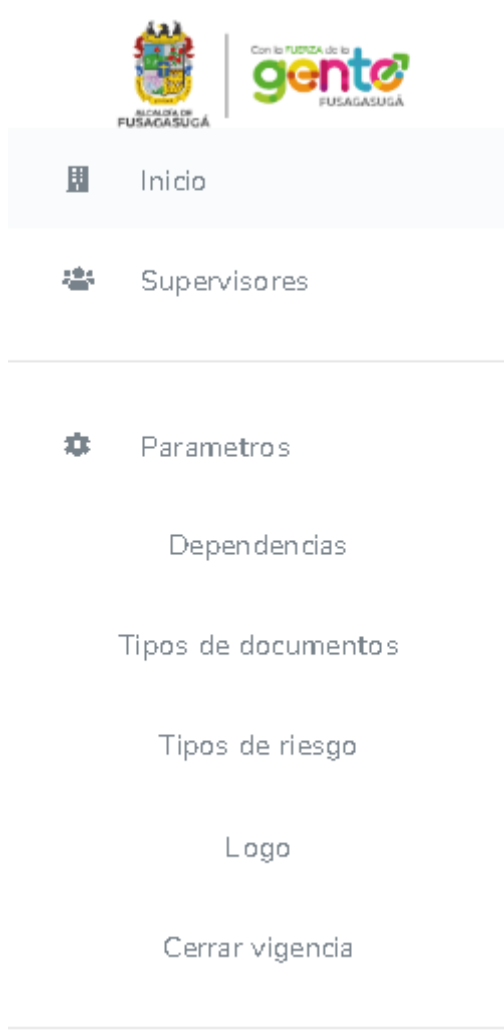 Con la FUERZA de la
gente
FUSAGASUGÁ
ALCALDÍA DE
FUSAGASUGÁ
Inicio
Supervisores
Parametros
Dependencias
Tipos de documentos
Tipos de riesgo
Logo
Cerrar vigencia